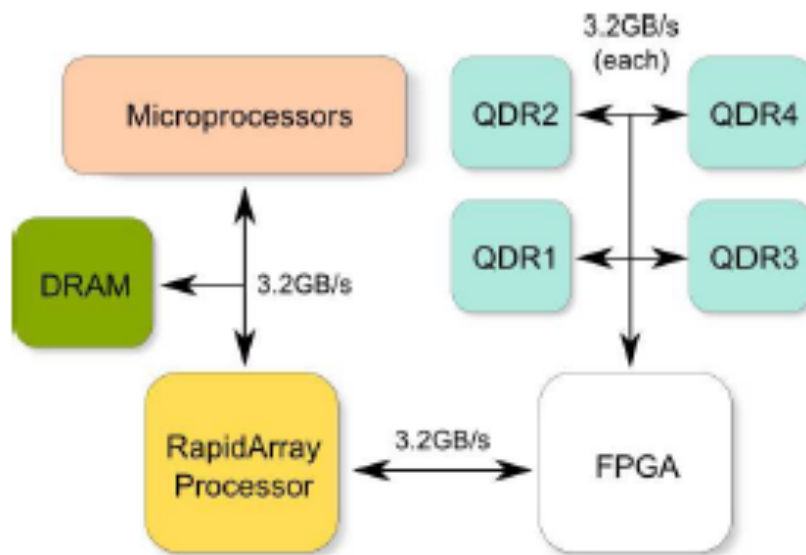 3.2GB/s
(each)
Microprocessors
QDR2
QDR4
QDR1
QDR3
DRAM
3.2GB/s
RapidArray
Processor
3.2GB/s
FPGA